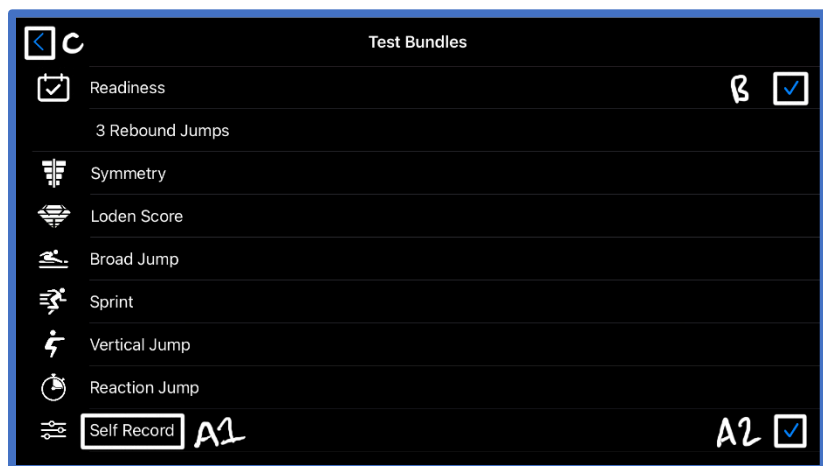 C Test Bundles
Readiness B
3 Rebound Jumps
Symmetry
Loden Score
Broad Jump
Sprint
Vertical Jump
Reaction Jump
Self Record A1 A2